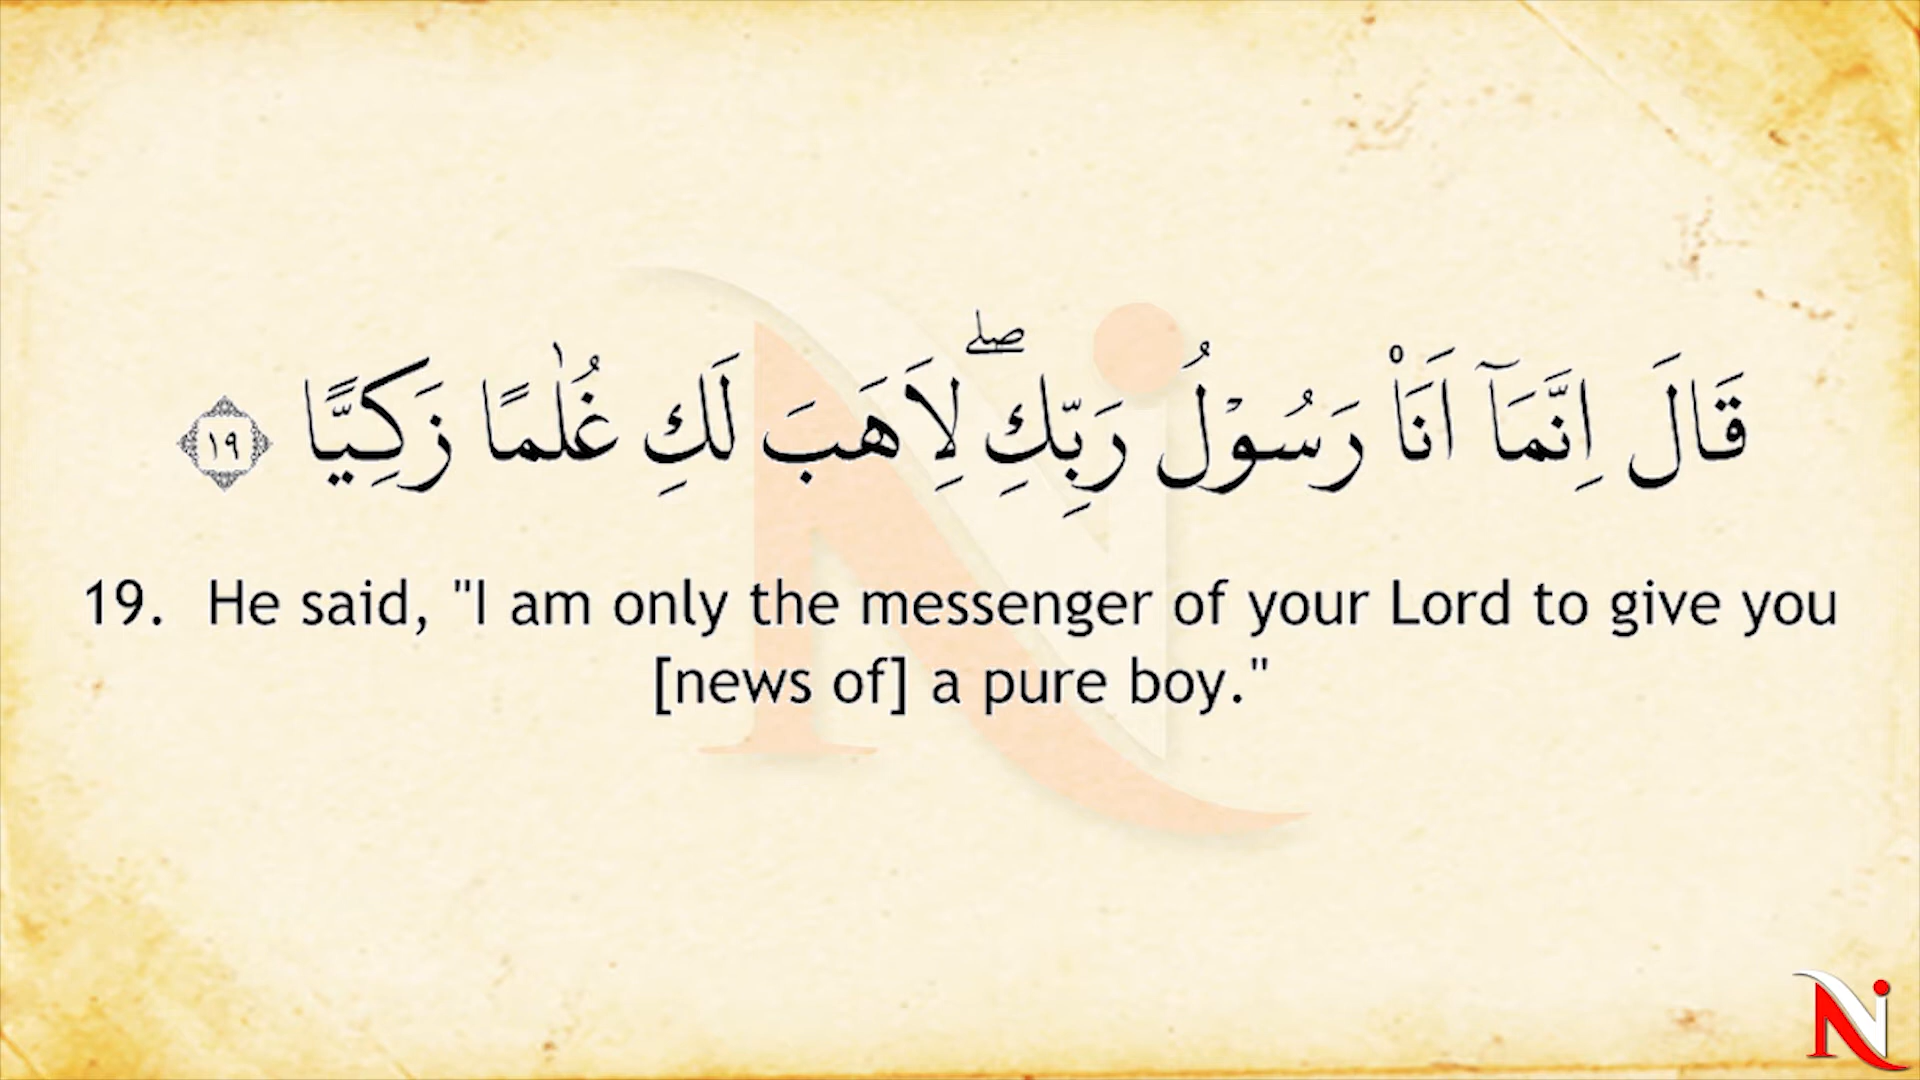 قَالَ اِنَّمَآ اَنَا۠ رَسُوْلُ رَبِّكِۖ لِاَهَبَ لَكِ غُلٰمًا زَكِيًّا ١٩
19. He said, "I am only the messenger of your Lord to give you
[news of] a pure boy."
Ni